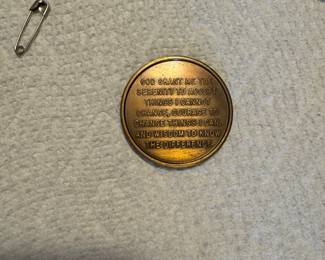 GOD GRANT ME THE
SERENITY TO ACCEPT
THINGS I CANNOT
CHANGE, COURAGE TO
CHANGE THINGS I CAN,
AND WISDOM TO KNOW
THE DIFFERENCE